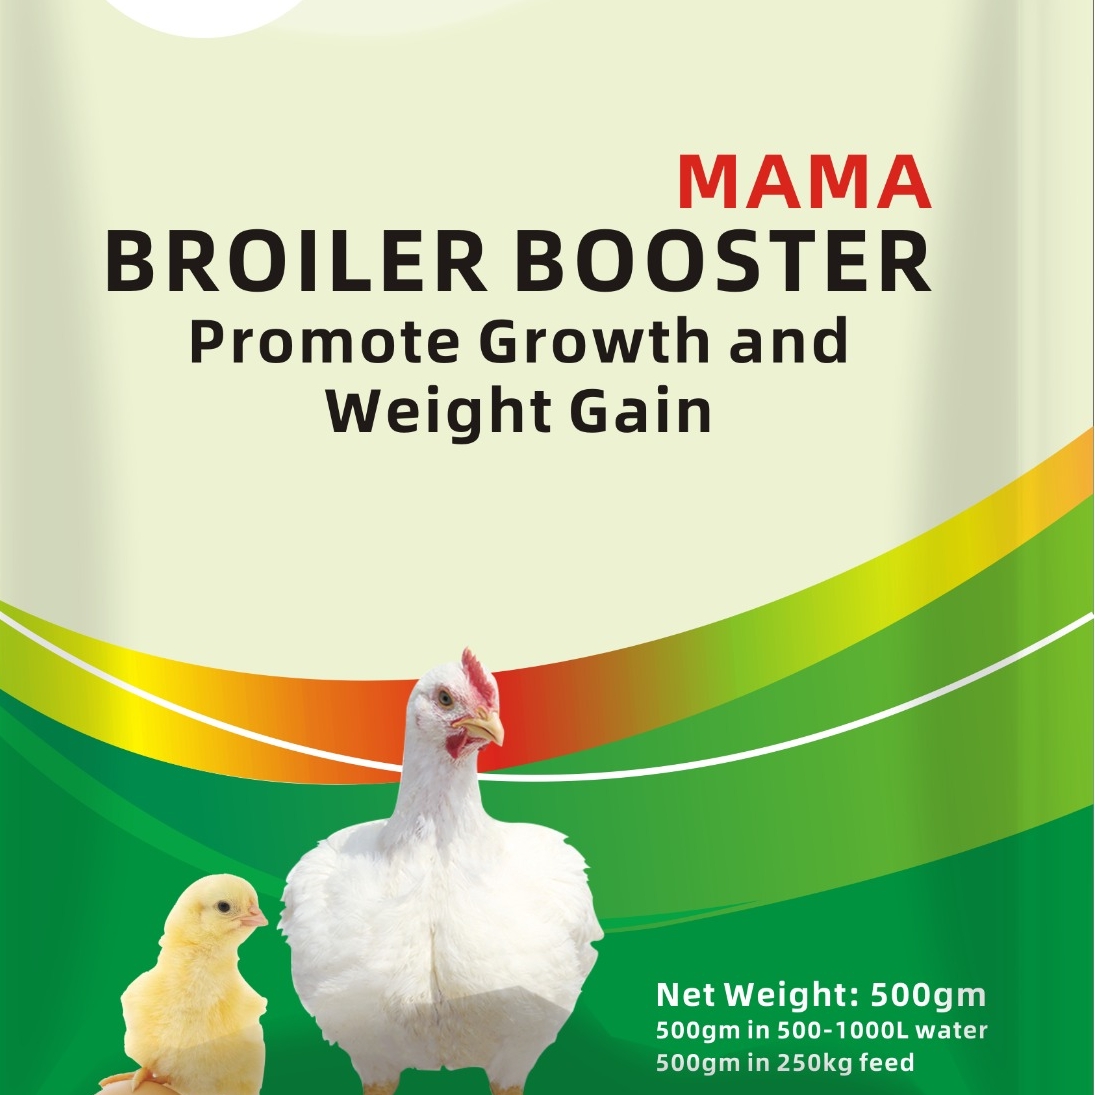 MAMA
BROILER BOOSTER
Promote Growth and
Weight Gain
Net Weight: 500gm
500gm in 500-1000L water
500gm in 250kg feed